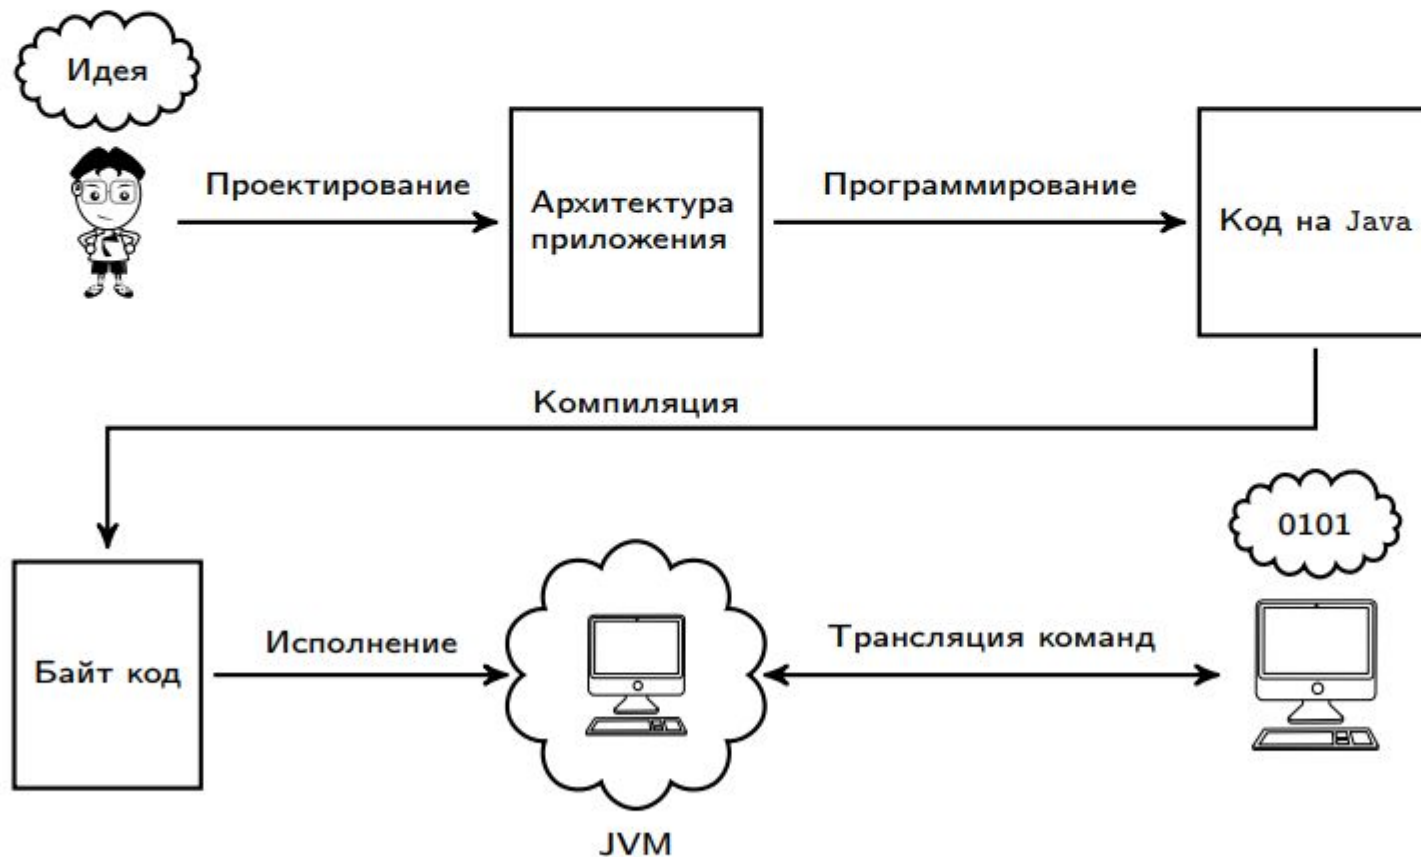 Идея
Проектирование
Архитектура
приложения
Программирование
Код на Java
Компиляция
0101
Байт код
Исполнение
Трансляция команд
JVM